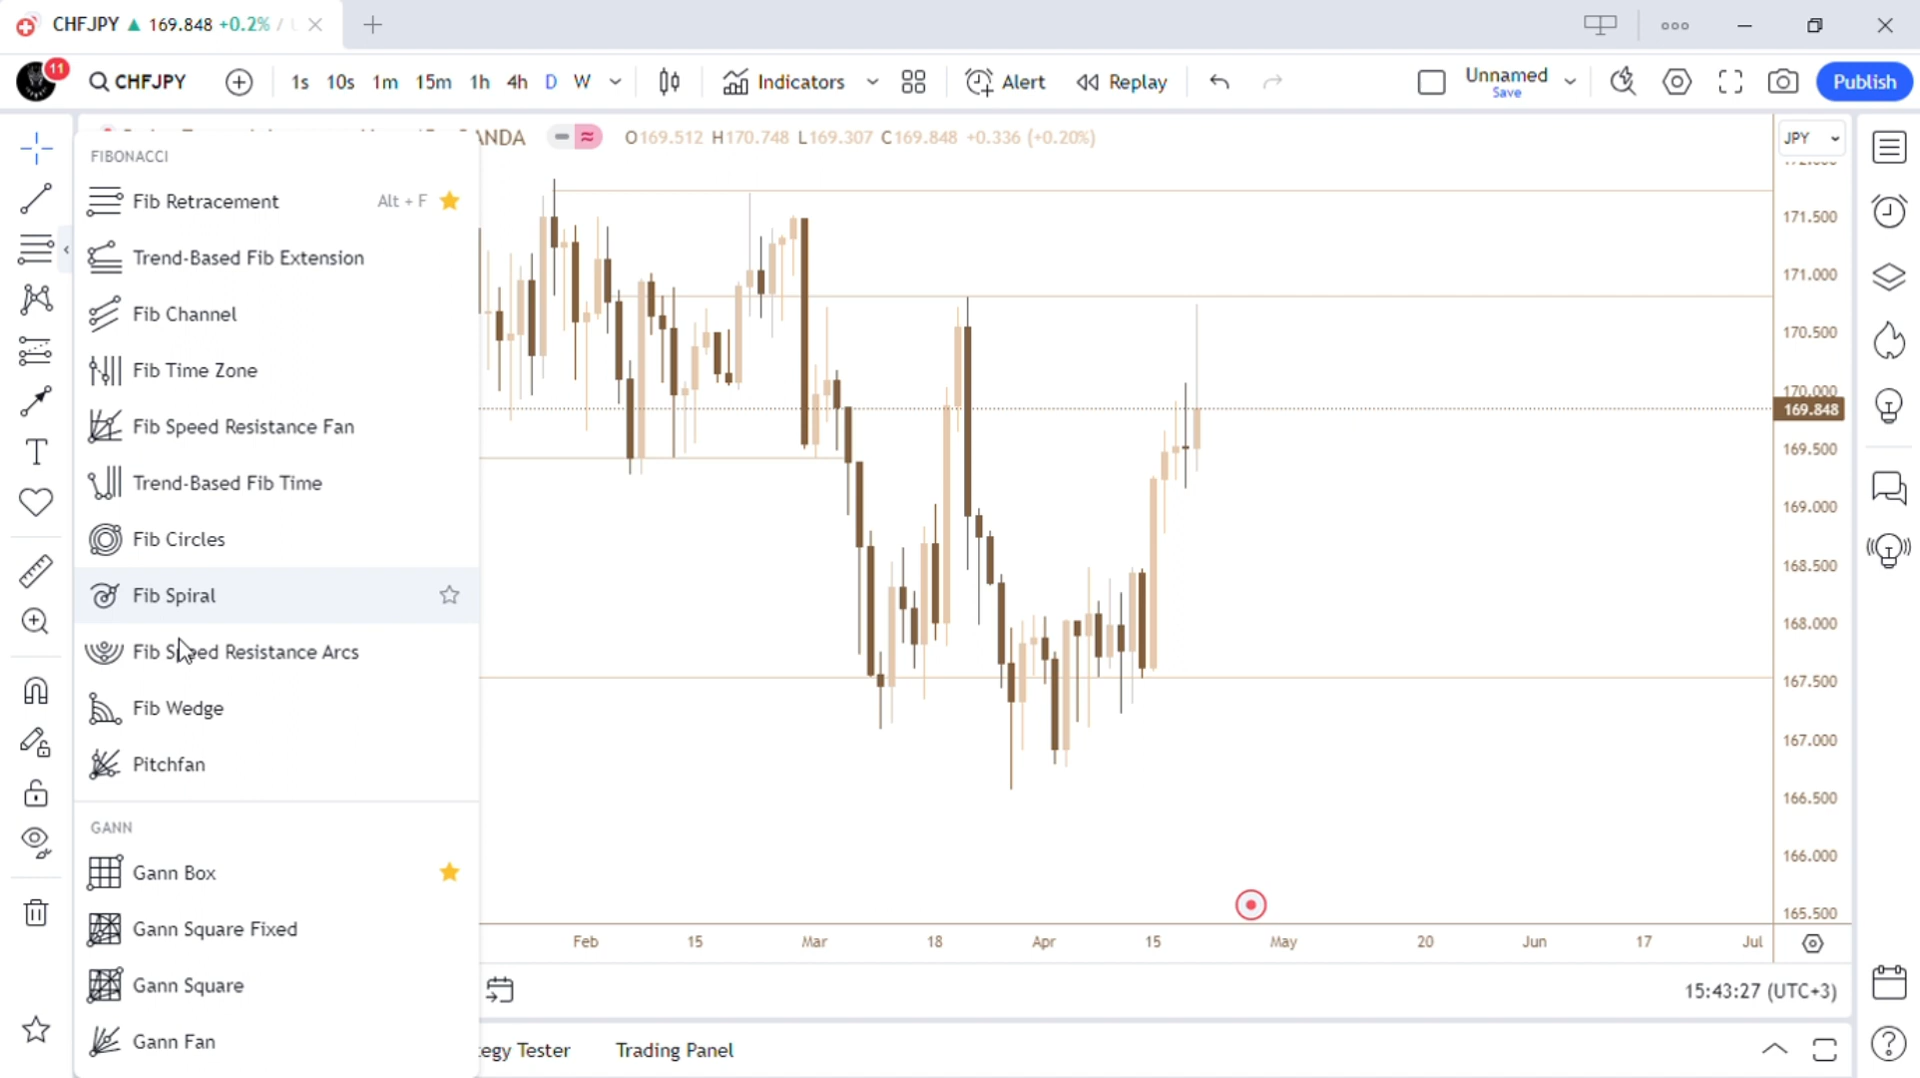 CHFJPY ▲ 169.848 +0.2% /
11
CHFJPY
1s 10s 1m 15m 1h 4h D W
Indicators
Alert
Replay
Unnamed
Save
Publish
ANDA
O169.512 H170.748 L169.307 C169.848 +0.336 (+0.20%)
JPY
FIBONACCI
Fib Retracement Alt + F
Trend-Based Fib Extension
Fib Channel
Fib Time Zone
Fib Speed Resistance Fan
Trend-Based Fib Time
Fib Circles
Fib Spiral
Fib Speed Resistance Arcs
Fib Wedge
Pitchfan
GANN
Gann Box
Gann Square Fixed
Gann Square
Gann Fan
171.500
171.000
170.500
170.000
169.848
169.500
169.000
168.500
168.000
167.500
167.000
166.500
166.000
165.500
Feb 15 Mar 18 Apr 15 May 20 Jun 17 Jul
15:43:27 (UTC+3)
tegy Tester
Trading Panel